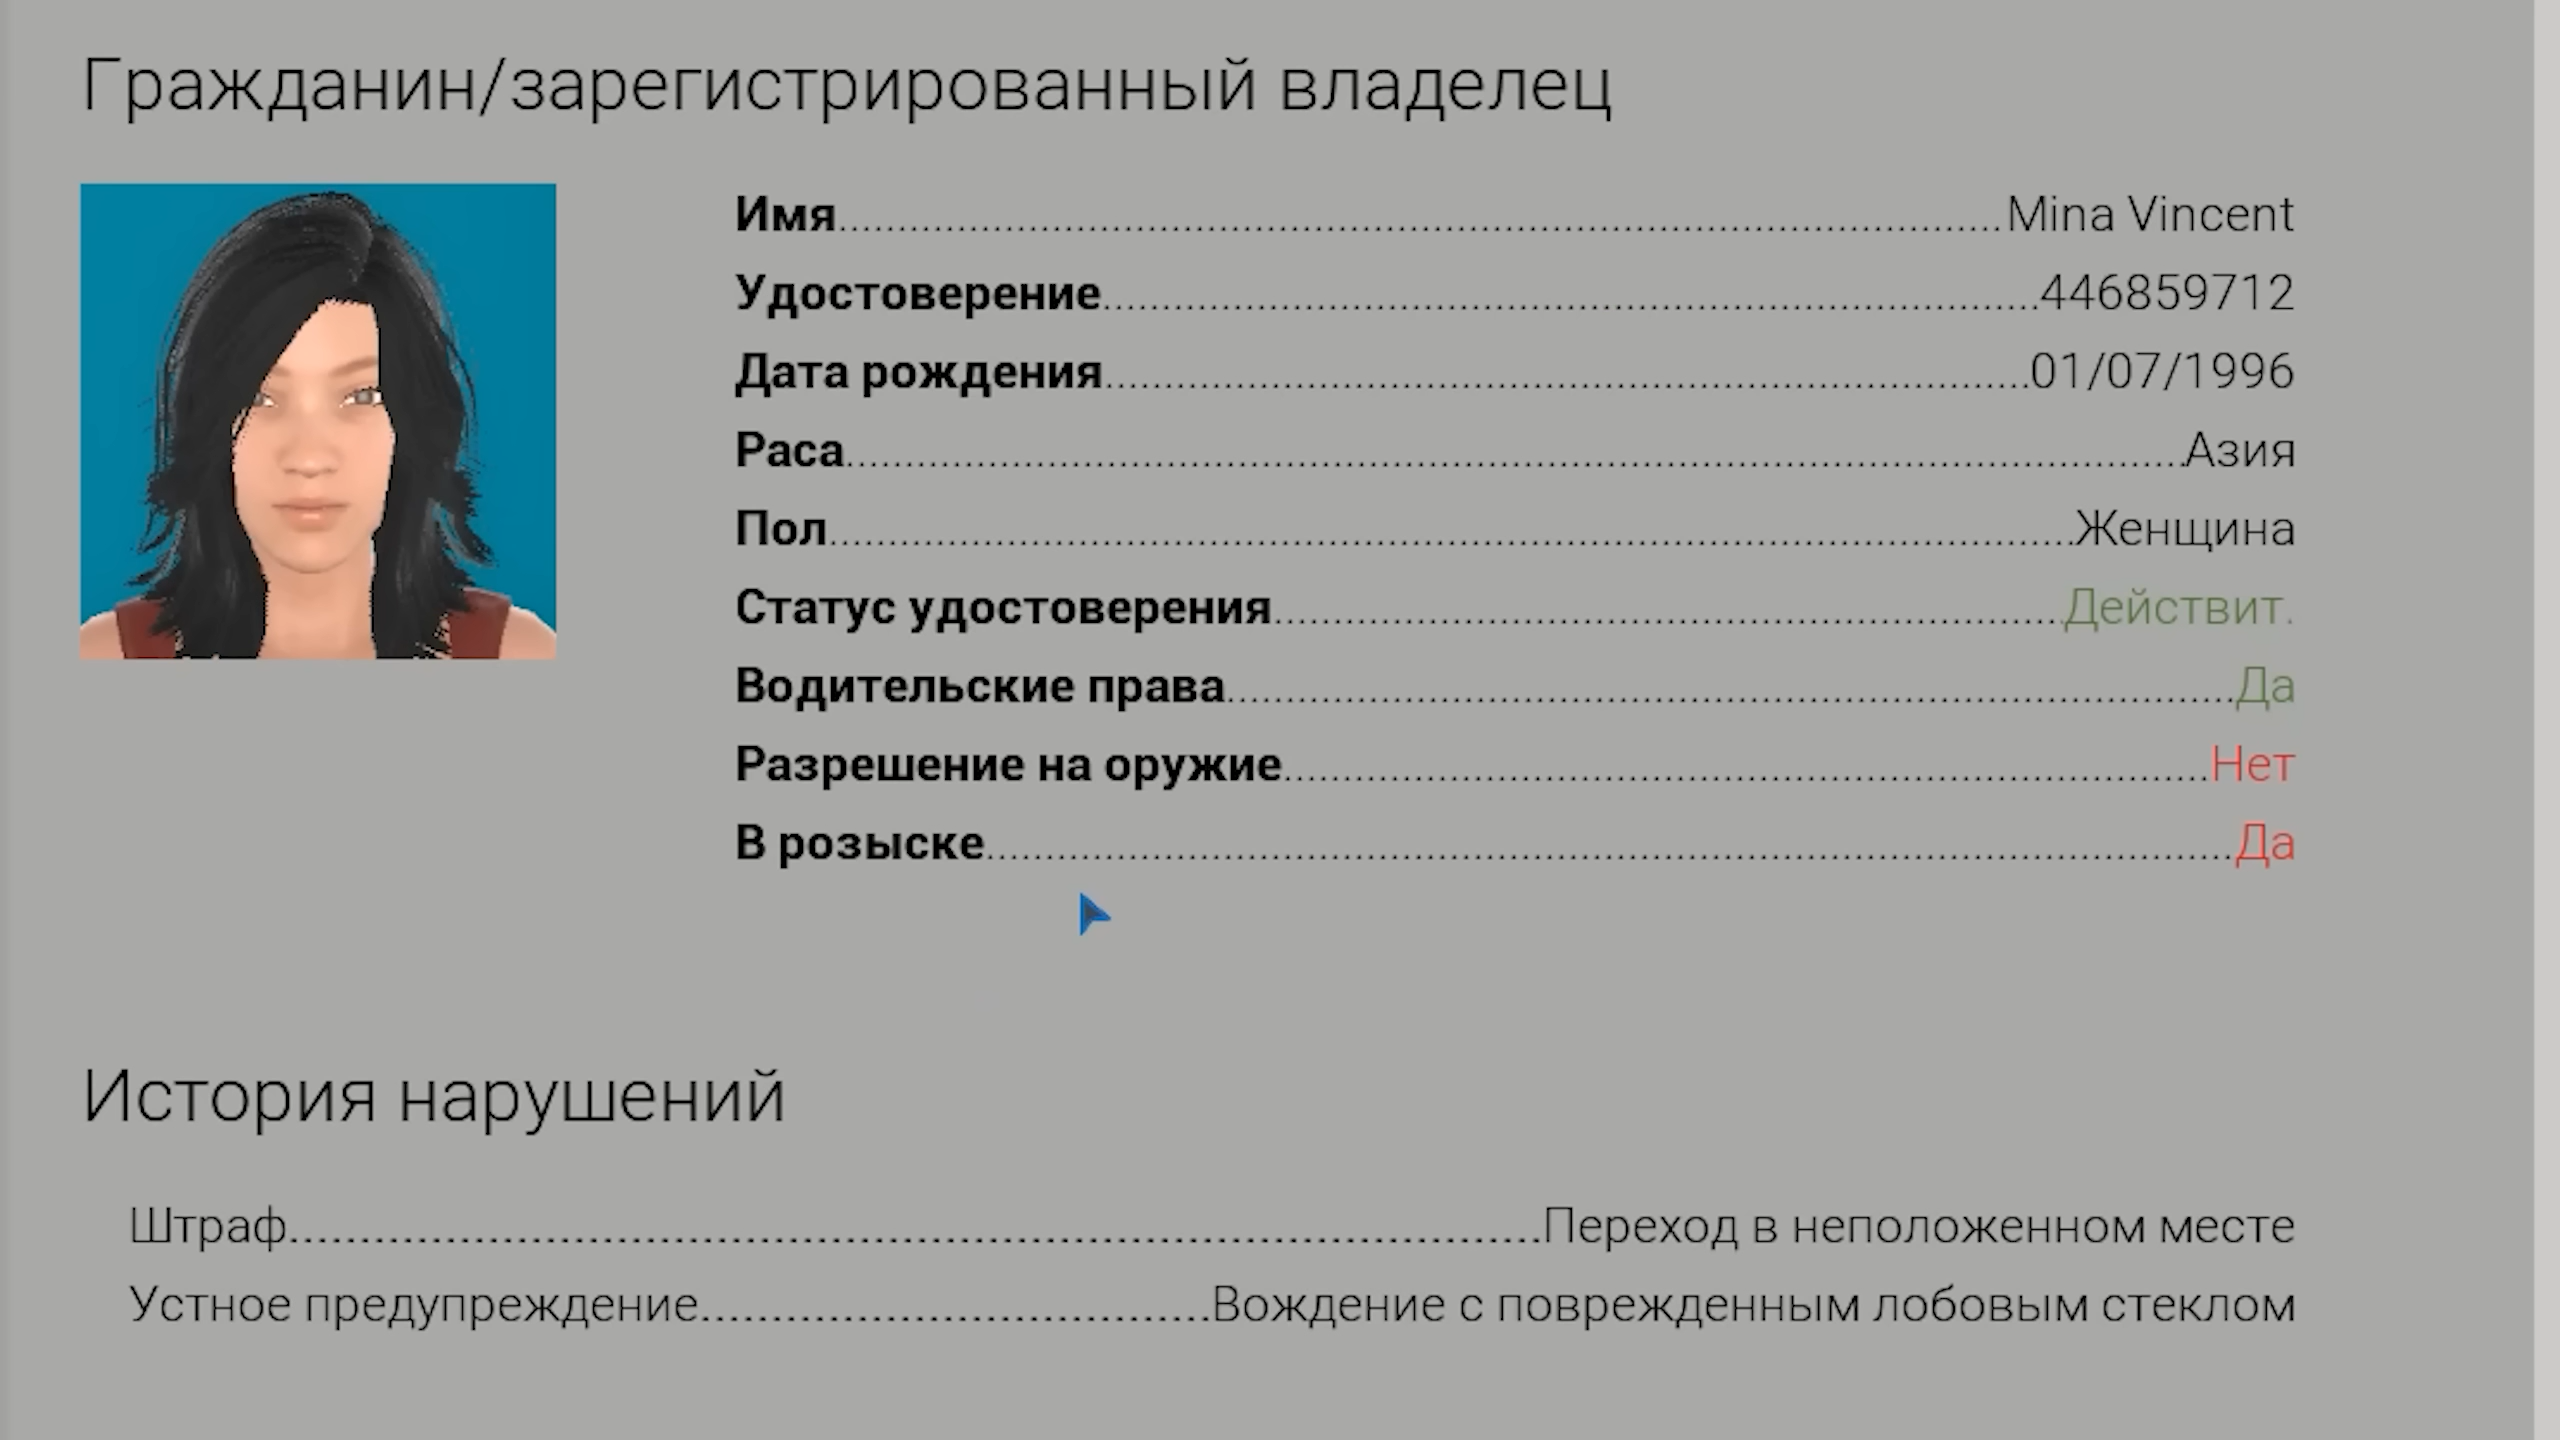 Гражданин/зарегистрированный владелец
Имя Mina Vincent
Удостоверение 446859712
Дата рождения 01/07/1996
Раса Азия
Пол Женщина
Статус удостоверения Действит.
Водительские права Да
Разрешение на оружие Нет
В розыске Да
История нарушений
Штраф Переход в неположенном месте
Устное предупреждение Вождение с поврежденным лобовым стеклом